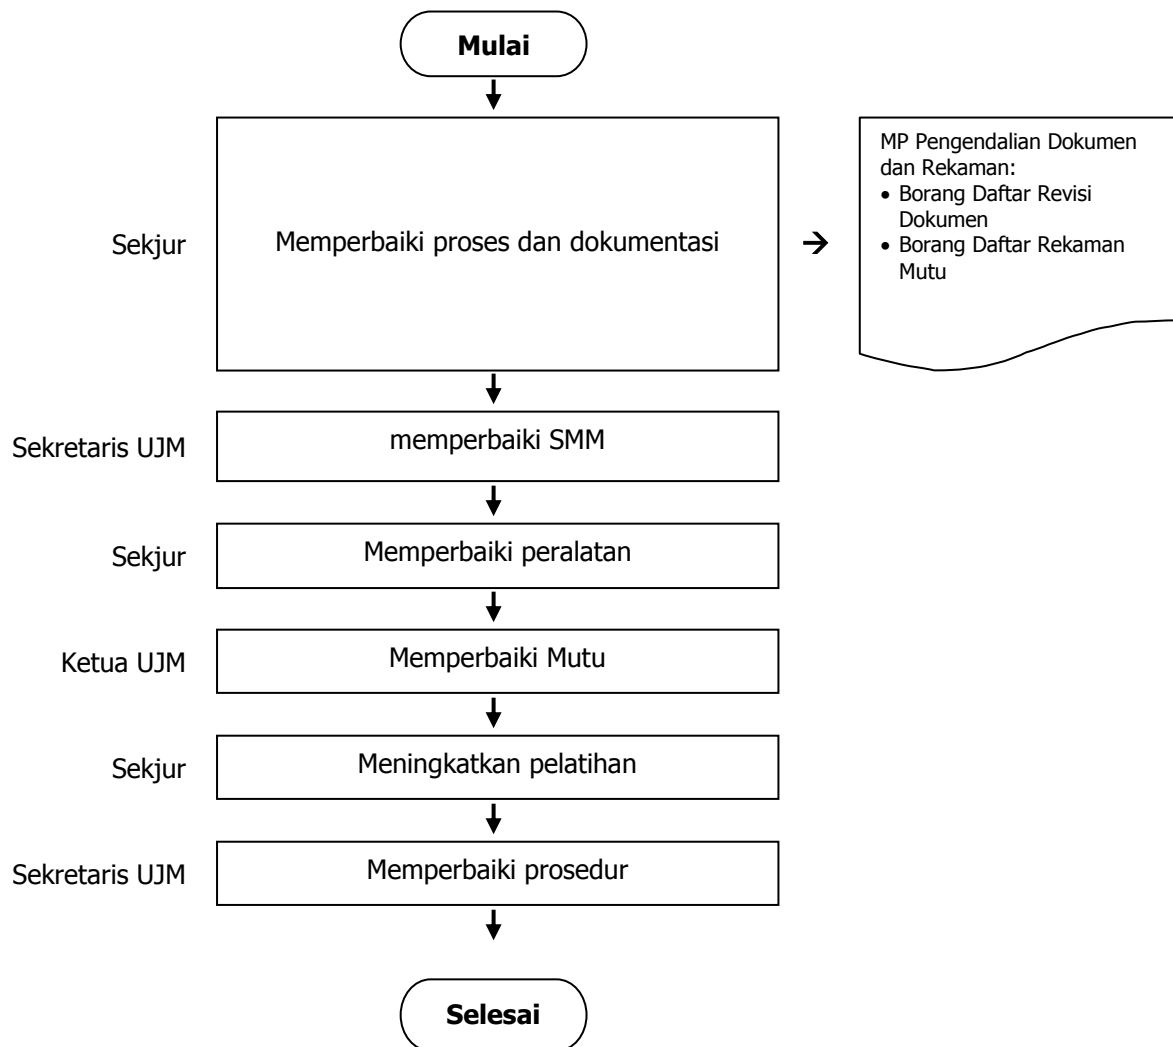 Mulai
Sekjur
Memperbaiki proses dan dokumentasi
→
MP Pengendalian Dokumen
dan Rekaman:
• Borang Daftar Revisi
Dokumen
• Borang Daftar Rekaman
Mutu
Sekretaris UJM
memperbaiki SMM
Sekjur
Memperbaiki peralatan
Ketua UJM
Memperbaiki Mutu
Sekjur
Meningkatkan pelatihan
Sekretaris UJM
Memperbaiki prosedur
Selesai